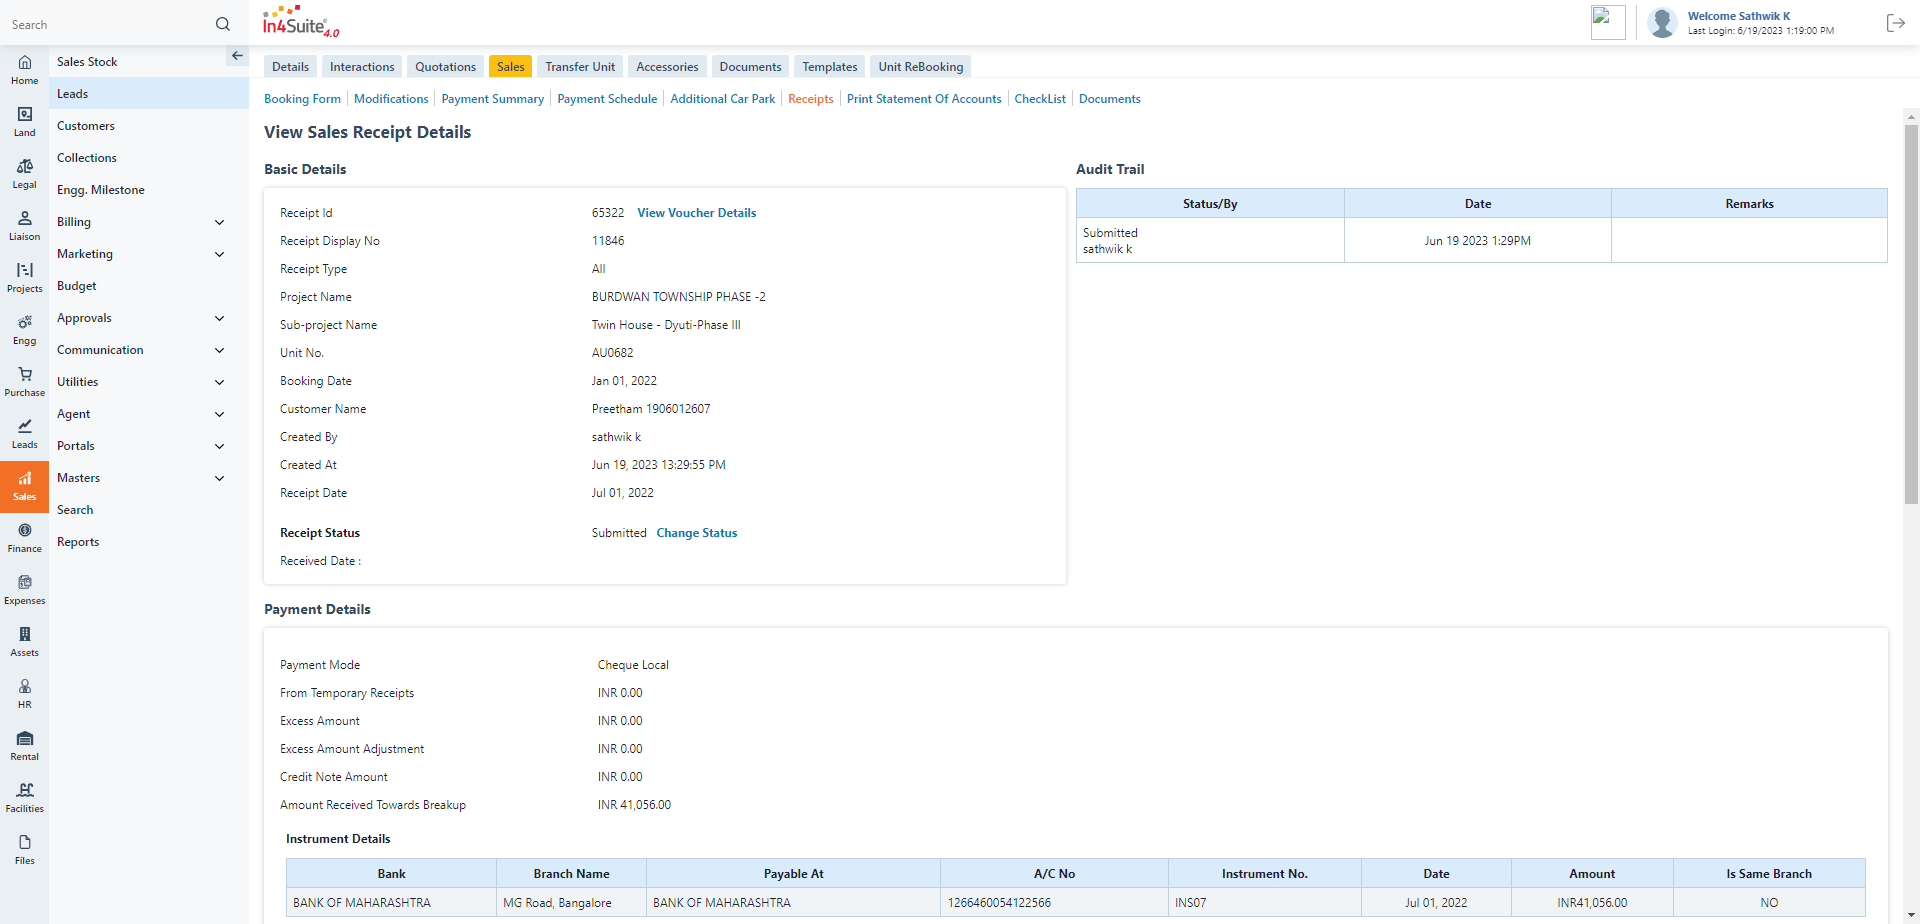 Search
In4Suite® 4.0
Welcome Sathwik K
Last Login: 6/19/2023 1:19:00 PM
Home
Land
Legal
Liaison
Projects
Engg
Purchase
Leads
Sales
Finance
Expenses
Assets
HR
Rental
Facilities
Files
Sales Stock
Leads
Customers
Collections
Engg. Milestone
Billing
Marketing
Budget
Approvals
Communication
Utilities
Agent
Portals
Masters
Search
Reports
Details Interactions Quotations Sales Transfer Unit Accessories Documents Templates Unit ReBooking
Booking Form Modifications Payment Summary Payment Schedule Additional Car Park Receipts Print Statement Of Accounts CheckList Documents
View Sales Receipt Details
Basic Details
Receipt Id 65322 View Voucher Details
Receipt Display No 11846
Receipt Type All
Project Name BURDWAN TOWNSHIP PHASE -2
Sub-project Name Twin House - Dyuti-Phase III
Unit No. AU0682
Booking Date Jan 01, 2022
Customer Name Preetham 1906012607
Created By sathwik k
Created At Jun 19, 2023 13:29:55 PM
Receipt Date Jul 01, 2022
Receipt Status Submitted Change Status
Received Date :
Audit Trail
Status/By Date Remarks
Submitted
sathwik k
Jun 19 2023 1:29PM
Payment Details
Payment Mode Cheque Local
From Temporary Receipts INR 0.00
Excess Amount INR 0.00
Excess Amount Adjustment INR 0.00
Credit Note Amount INR 0.00
Amount Received Towards Breakup INR 41,056.00
Instrument Details
Bank Branch Name Payable At A/C No Instrument No. Date Amount Is Same Branch
BANK OF MAHARASHTRA MG Road, Bangalore BANK OF MAHARASHTRA 1266460054122566 INS07 Jul 01, 2022 INR41,056.00 NO